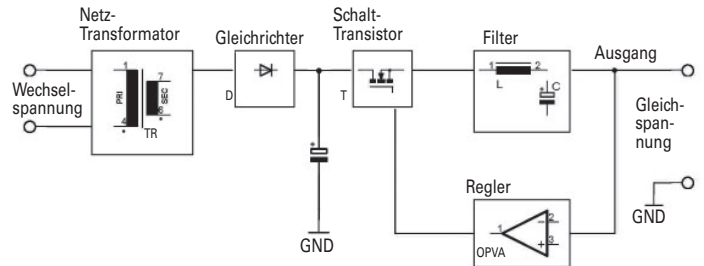 Netz-
Transformator
Gleichrichter
Schalt-
Transistor
Filter
Ausgang
Wechsel-
spannung
1
7
PRI
SEC
4
6
TR
D
T
1
2
L
C
+
Gleich-
span-
nung
+
GND
Regler
1
2
-
+
3
OPVA
GND